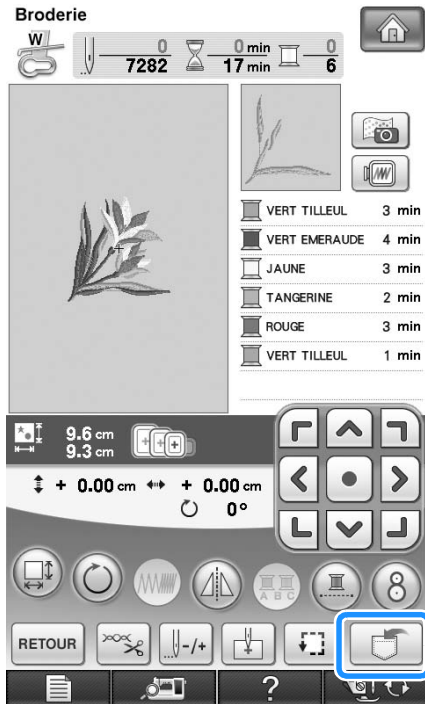 Broderie
W
0 0 min 0
7282 17 min 6
VERT TILLEUL 3 min
VERT EMERAUDE 4 min
JAUNE 3 min
TANGERINE 2 min
ROUGE 3 min
VERT TILLEUL 1 min
9.6 cm
9.3 cm
+ 0.00 cm + 0.00 cm
0°
A B C
8
RETOUR -/+
?